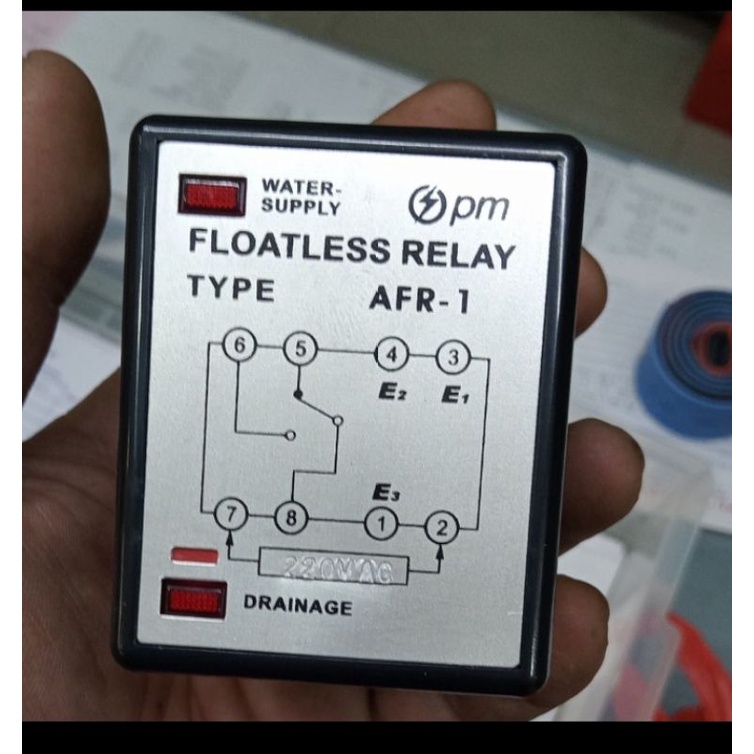 WATER-
SUPPLY
pm
FLOATLESS RELAY
TYPE AFR-1
6 5 4 3
E2 E1
E3
7 8 1 2
220VAC
DRAINAGE